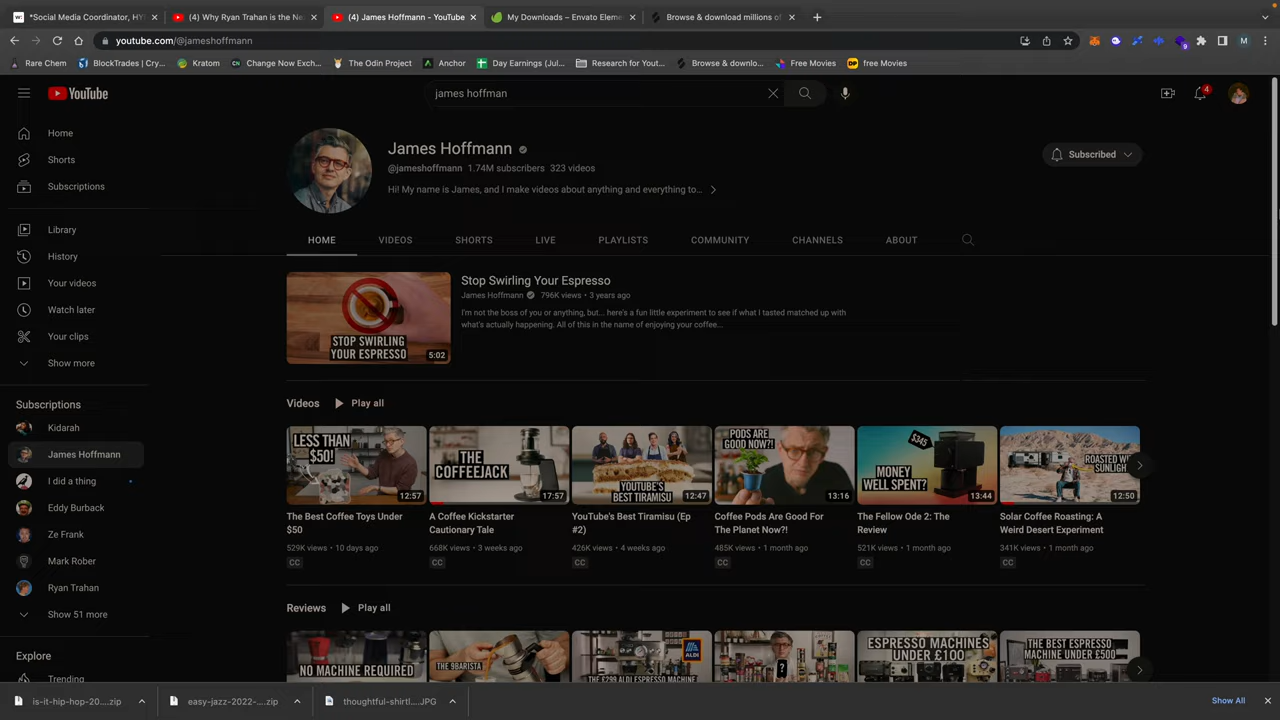 *Social Media Coordinator, HY
(4) Why Ryan Trahan is the Ne
(4) James Hoffmann - YouTube
My Downloads – Envato Eleme
Browse & download millions of
youtube.com/@jameshoffmann
Rare Chem
BlockTrades | Cry...
Kratom
Change Now Exch...
The Odin Project
Anchor
Day Earnings (Jul...
Research for Yout...
Browse & downlo...
Free Movies
free Movies
YouTube
james hoffman
4
Home
Shorts
Subscriptions
Library
History
Your videos
Watch later
Your clips
Show more
Subscriptions
Kidarah
James Hoffmann
I did a thing
Eddy Burback
Ze Frank
Mark Rober
Ryan Trahan
Show 51 more
Explore
Trending
James Hoffmann
@jameshoffmann 1.74M subscribers 323 videos
Hi! My name is James, and I make videos about anything and everything to...
Subscribed
HOME
VIDEOS
SHORTS
LIVE
PLAYLISTS
COMMUNITY
CHANNELS
ABOUT
STOP SWIRLING
YOUR ESPRESSO
5:02
Stop Swirling Your Espresso
James Hoffmann 796K views • 3 years ago
I'm not the boss of you or anything, but... here's a fun little experiment to see if what I tasted matched up with
what's actually happening. All of this in the name of enjoying your coffee...
Videos
Play all
LESS THAN
$50!
12:57
The Best Coffee Toys Under
$50
529K views • 10 days ago
CC
THE
COFFEEJACK
17:57
A Coffee Kickstarter
Cautionary Tale
668K views • 3 weeks ago
CC
YOUTUBE'S
BEST TIRAMISU
12:47
YouTube's Best Tiramisu (Ep
#2)
426K views • 4 weeks ago
CC
PODS ARE
GOOD NOW?!
13:16
Coffee Pods Are Good For
The Planet Now?!
485K views • 1 month ago
CC
$345
MONEY
WELL SPENT?
13:44
The Fellow Ode 2: The
Review
521K views • 1 month ago
CC
ROASTED W/
SUNLIGHT
12:50
Solar Coffee Roasting: A
Weird Desert Experiment
341K views • 1 month ago
CC
Reviews
Play all
NO MACHINE REQUIRED
THE 9BARISTA
ALDI
THE £299 ALDI ESPRESSO MACHINE
?
ESPRESSO MACHINES
UNDER £100
THE BEST ESPRESSO
MACHINE UNDER £500
is-it-hip-hop-20....zip
easy-jazz-2022-....zip
thoughtful-shirtl....JPG
Show All